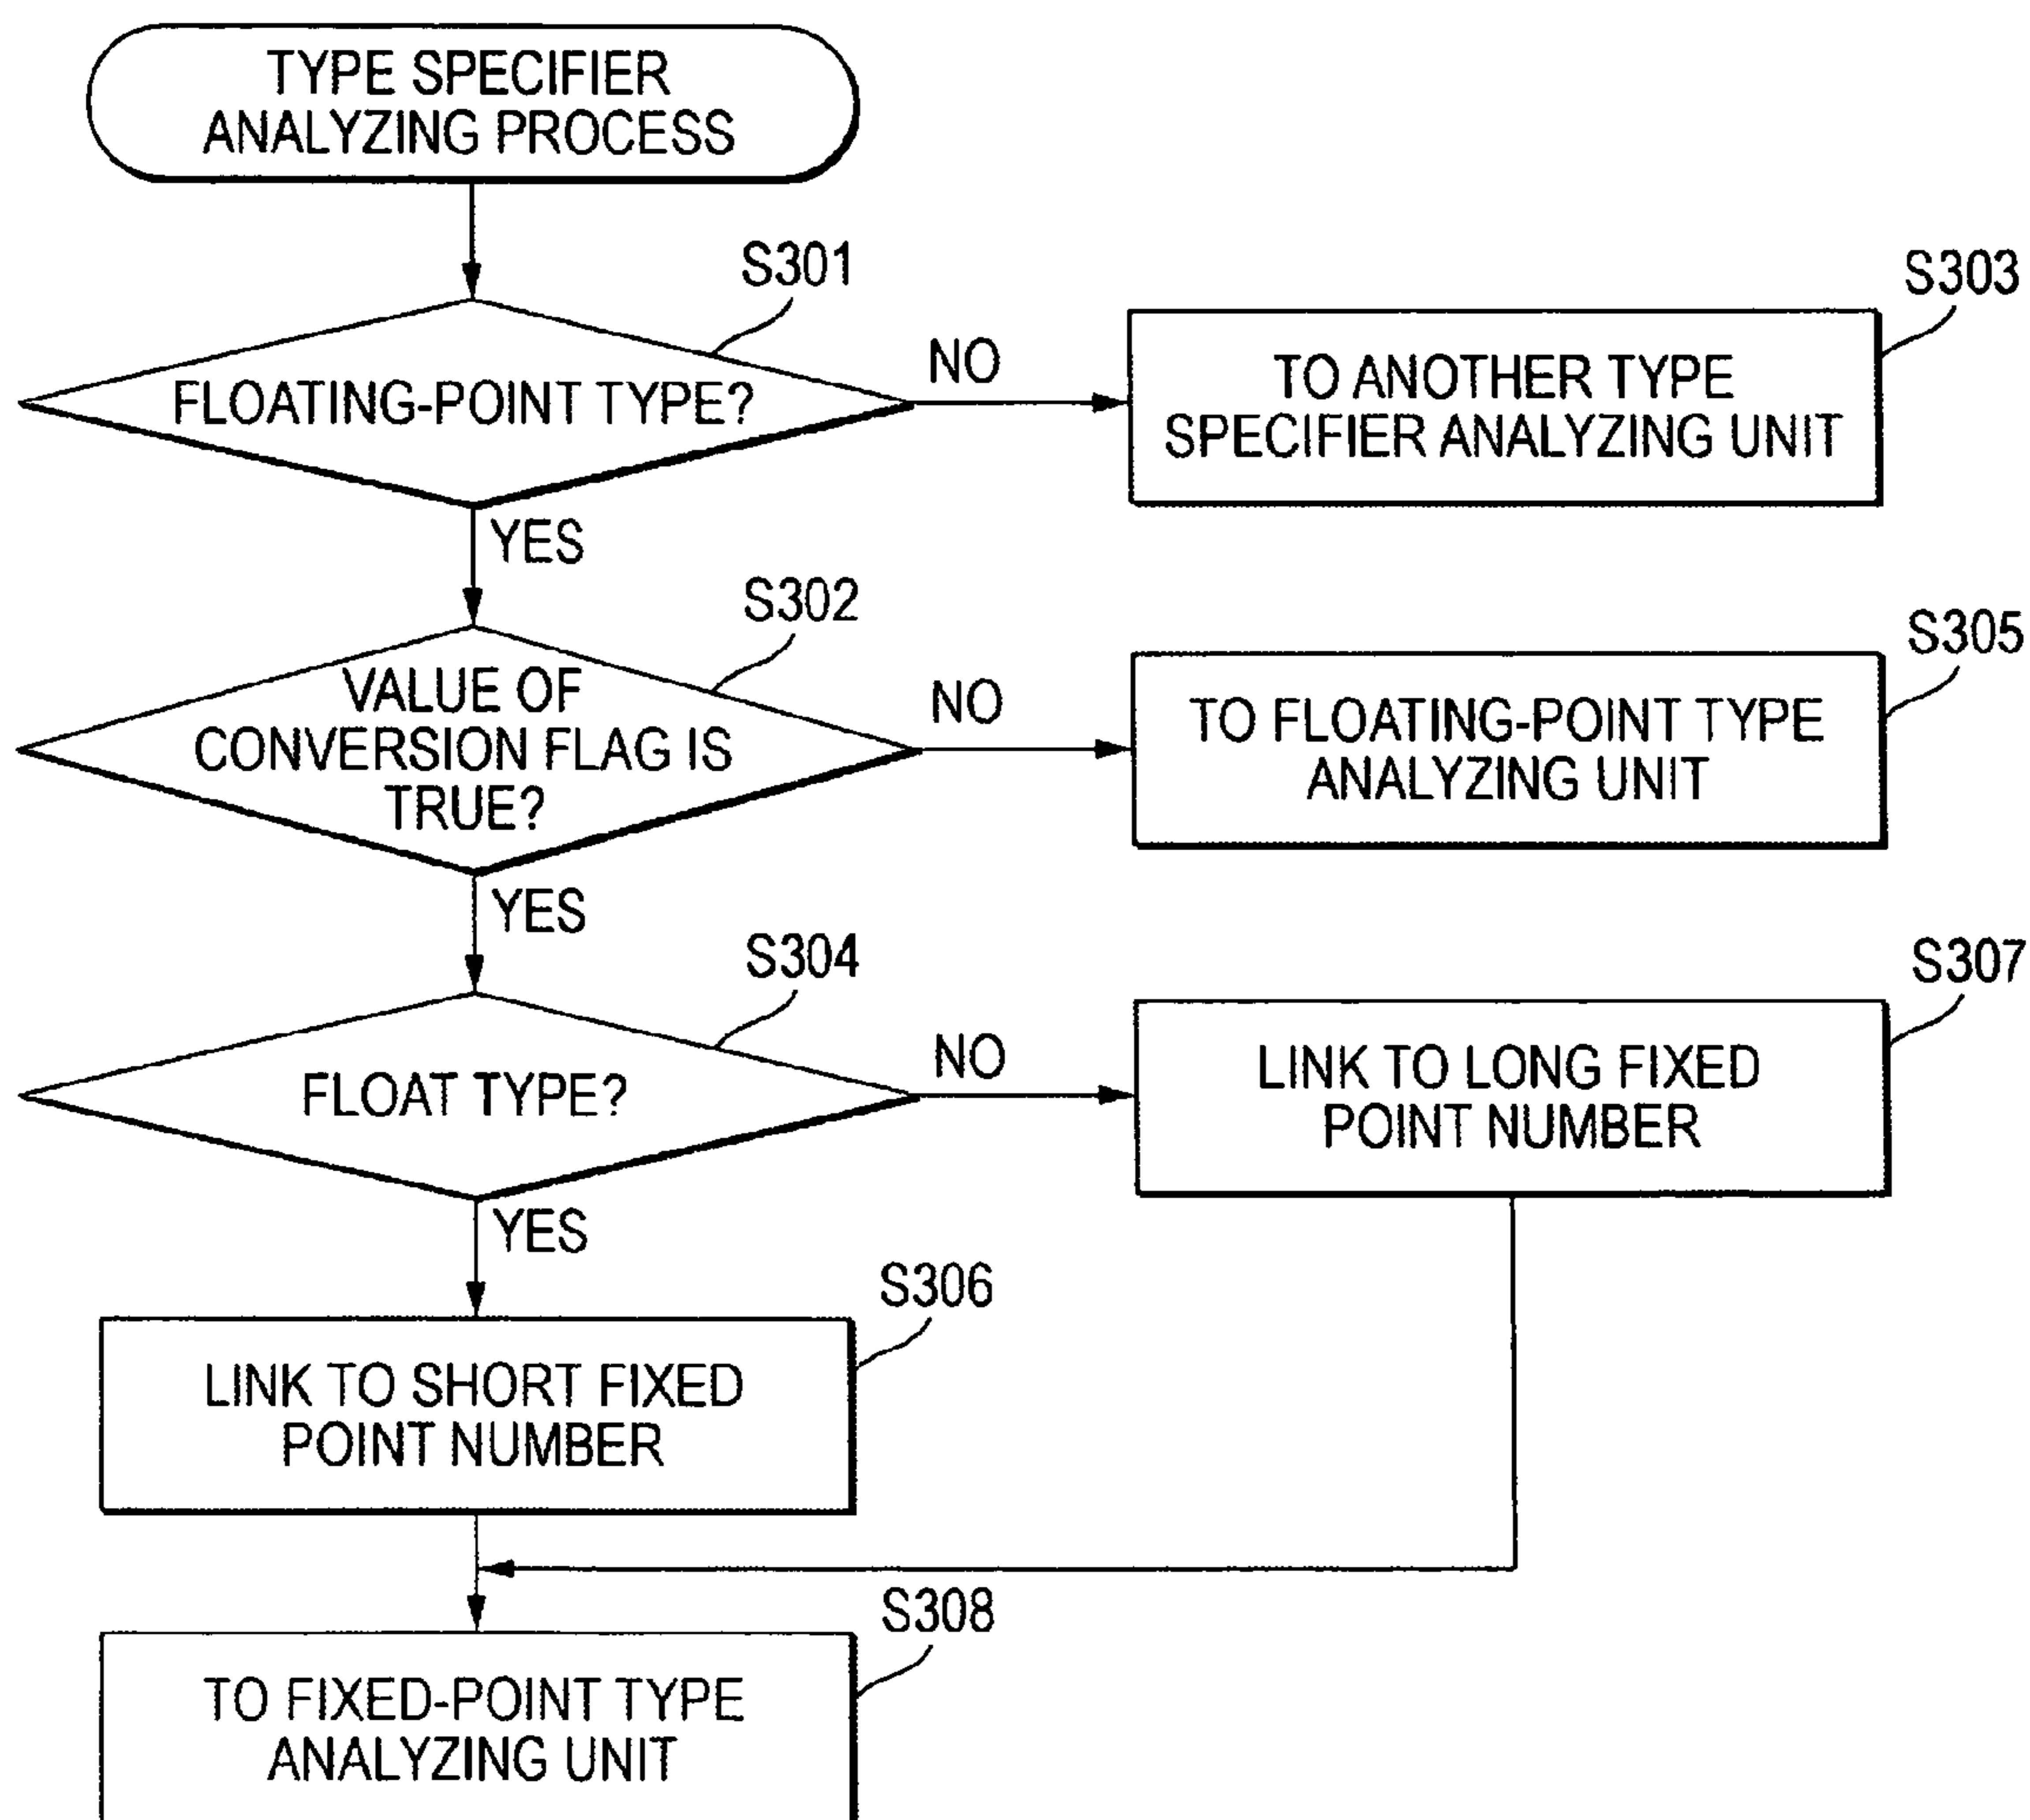 TYPE SPECIFIER
ANALYZING PROCESS
S301
FLOATING-POINT TYPE?
NO
S303
TO ANOTHER TYPE
SPECIFIER ANALYZING UNIT
YES
S302
VALUE OF
CONVERSION FLAG IS
TRUE?
NO
S305
TO FLOATING-POINT TYPE
ANALYZING UNIT
YES
S304
FLOAT TYPE?
NO
S307
LINK TO LONG FIXED
POINT NUMBER
YES
S306
LINK TO SHORT FIXED
POINT NUMBER
S308
TO FIXED-POINT TYPE
ANALYZING UNIT